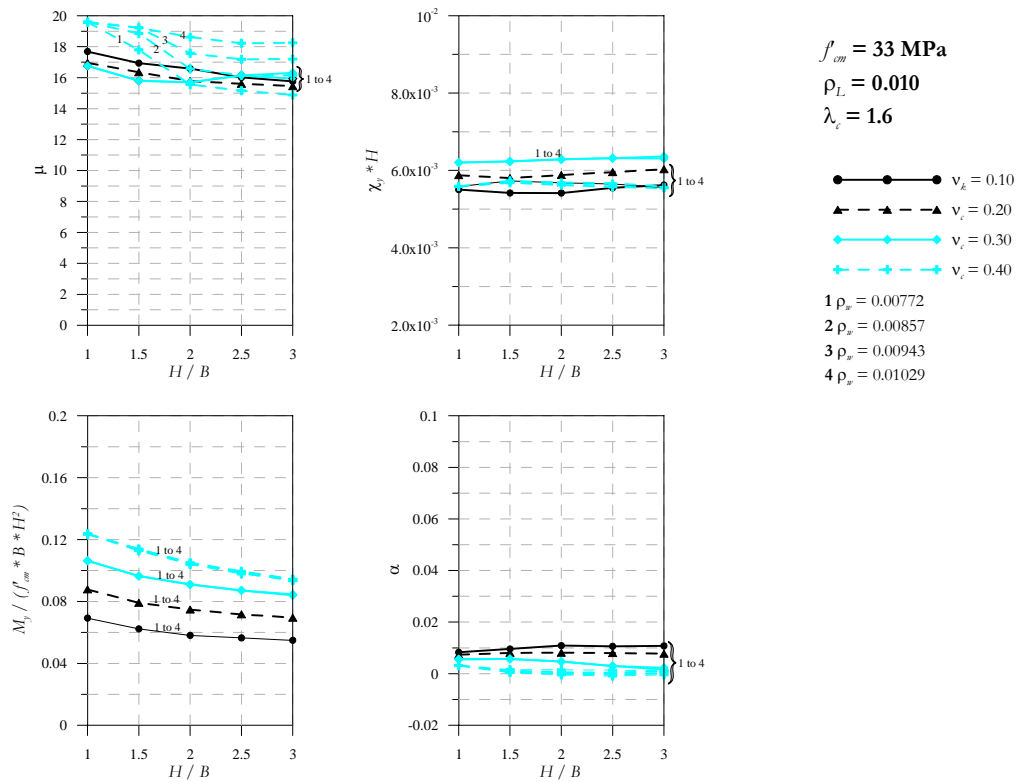 20
18
16
14
12
10
8
6
4
2
0
μ
1
2
3
4
1 to 4
1 1.5 2 2.5 3
H / B
10⁻²
8.0x10⁻³
6.0x10⁻³
4.0x10⁻³
2.0x10⁻³
χ_y * H
1 to 4
1 to 4
1 1.5 2 2.5 3
H / B
f'_cm = 33 MPa
ρ_L = 0.010
λ_c = 1.6
ν_k = 0.10
ν_c = 0.20
ν_c = 0.30
ν_c = 0.40
1 ρ_w = 0.00772
2 ρ_w = 0.00857
3 ρ_w = 0.00943
4 ρ_w = 0.01029
0.2
0.16
0.12
0.08
0.04
0
M_y / (f'_cm * B * H²)
1 to 4
1 to 4
1 to 4
1 to 4
1 1.5 2 2.5 3
H / B
0.1
0.08
0.06
0.04
0.02
0
-0.02
α
1 to 4
1 1.5 2 2.5 3
H / B